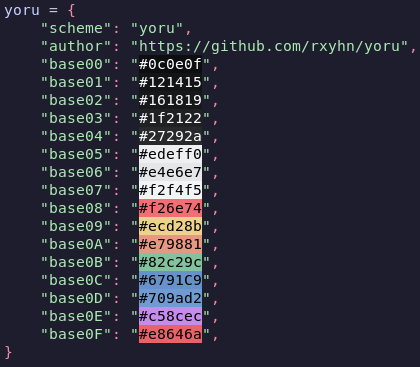 yoru = {
    "scheme": "yoru",
    "author": "https://github.com/rxyhn/yoru",
    "base00": "#0c0e0f",
    "base01": "#121415",
    "base02": "#161819",
    "base03": "#1f2122",
    "base04": "#27292a",
    "base05": "#edeff0",
    "base06": "#e4e6e7",
    "base07": "#f2f4f5",
    "base08": "#f26e74",
    "base09": "#ecd28b",
    "base0A": "#e79881",
    "base0B": "#82c29c",
    "base0C": "#6791C9",
    "base0D": "#709ad2",
    "base0E": "#c58cec",
    "base0F": "#e8646a",
}